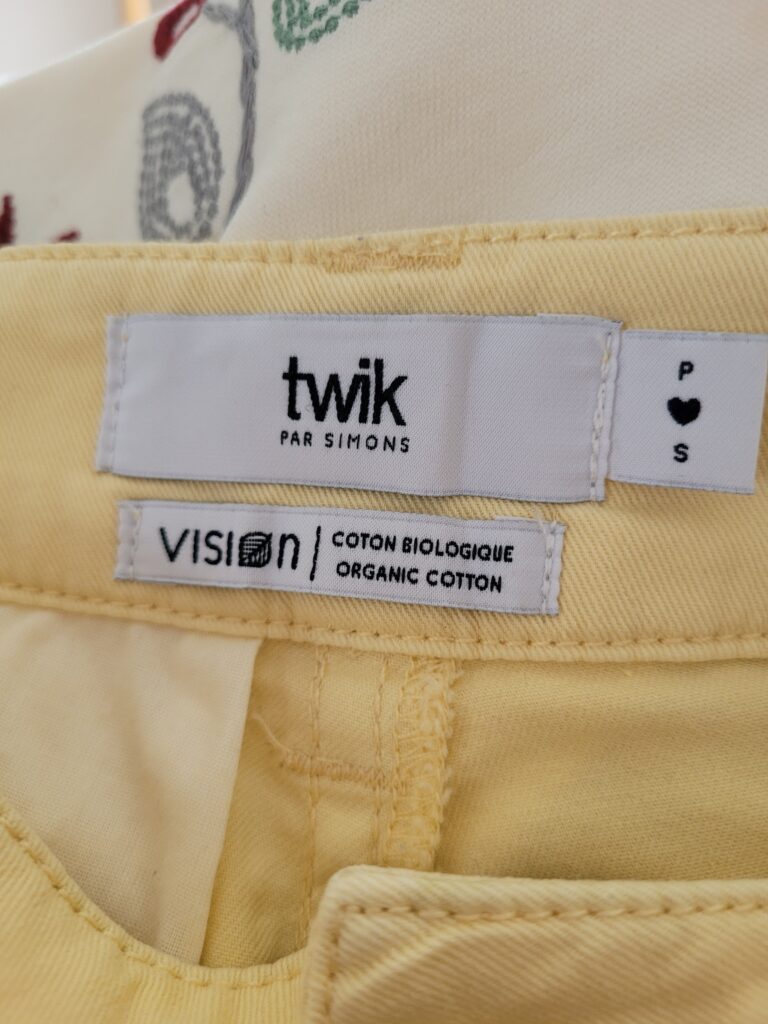 twik
PAR SIMONS
P
S
VISION
COTON BIOLOGIQUE
ORGANIC COTTON